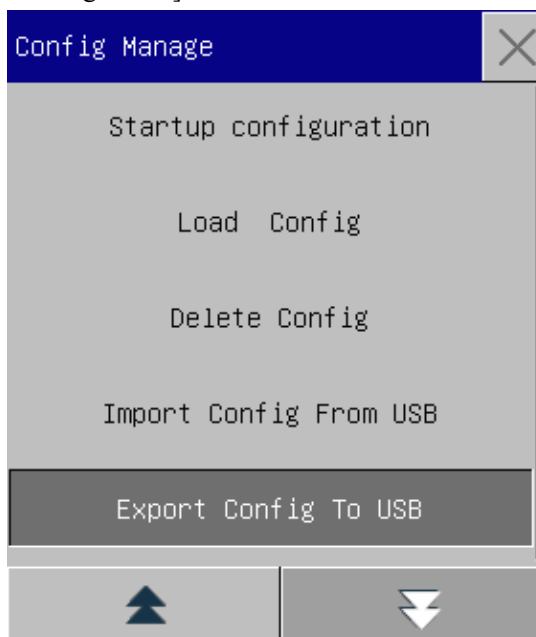 Config Manage
Startup configuration
Load Config
Delete Config
Import Config From USB
Export Config To USB